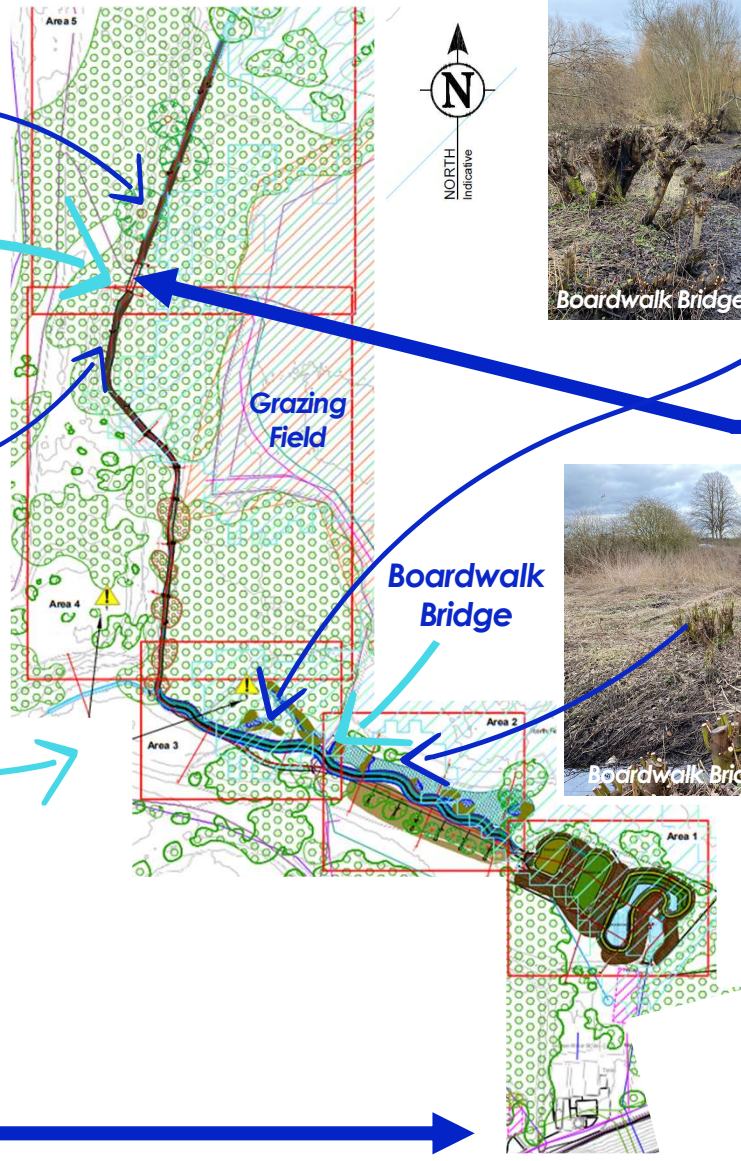 Area 5
N
NORTH
Indicative
Boardwalk Bridge
Grazing
Field
Boardwalk
Bridge
Area 4
Area 3
Area 2
Area 1